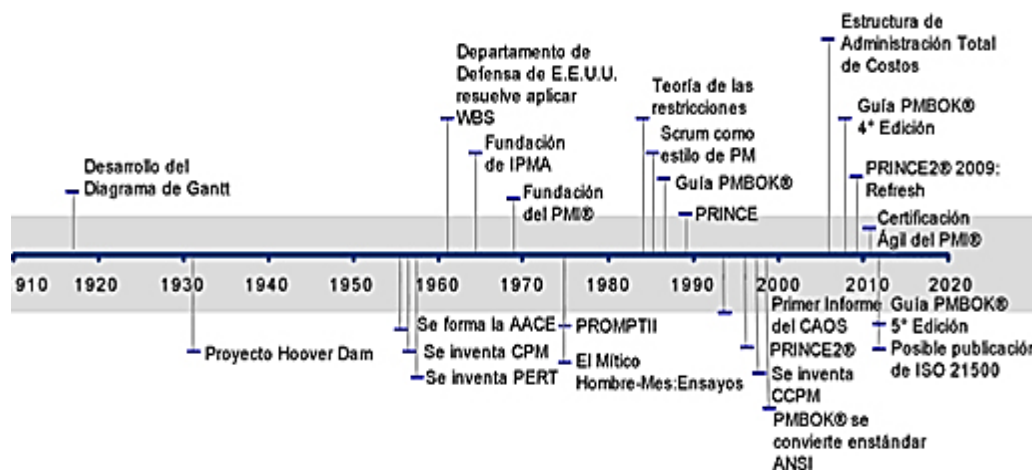 Estructura de
Administración Total
de Costos
Departamento de
Defensa de E.E.U.U.
resuelve aplicar
WBS
Teoría de las
restricciones
Guía PMBOK®
4° Edición
Fundación
de IPMA
Scrum como
estilo de PM
Desarrollo del
Diagrama de Gantt
Guía PMBOK®
PRINCE2® 2009:
Refresh
Fundación
del PMI®
PRINCE
Certificación
Ágil del PMI®
910 1920 1930 1940 1950 1960 1970 1980 1990 2000 2010 2020
Primer Informe
del CAOS
Guía PMBOK®
5° Edición
Se forma la AACE
PROMPTII
Proyecto Hoover Dam
Se inventa CPM
PRINCE2®
Posible publicación
de ISO 21500
Se inventa PERT
El Mítico
Hombre-Mes:Ensayos
Se inventa
CCPM
PMBOK® se
convierte enstándar
ANSI